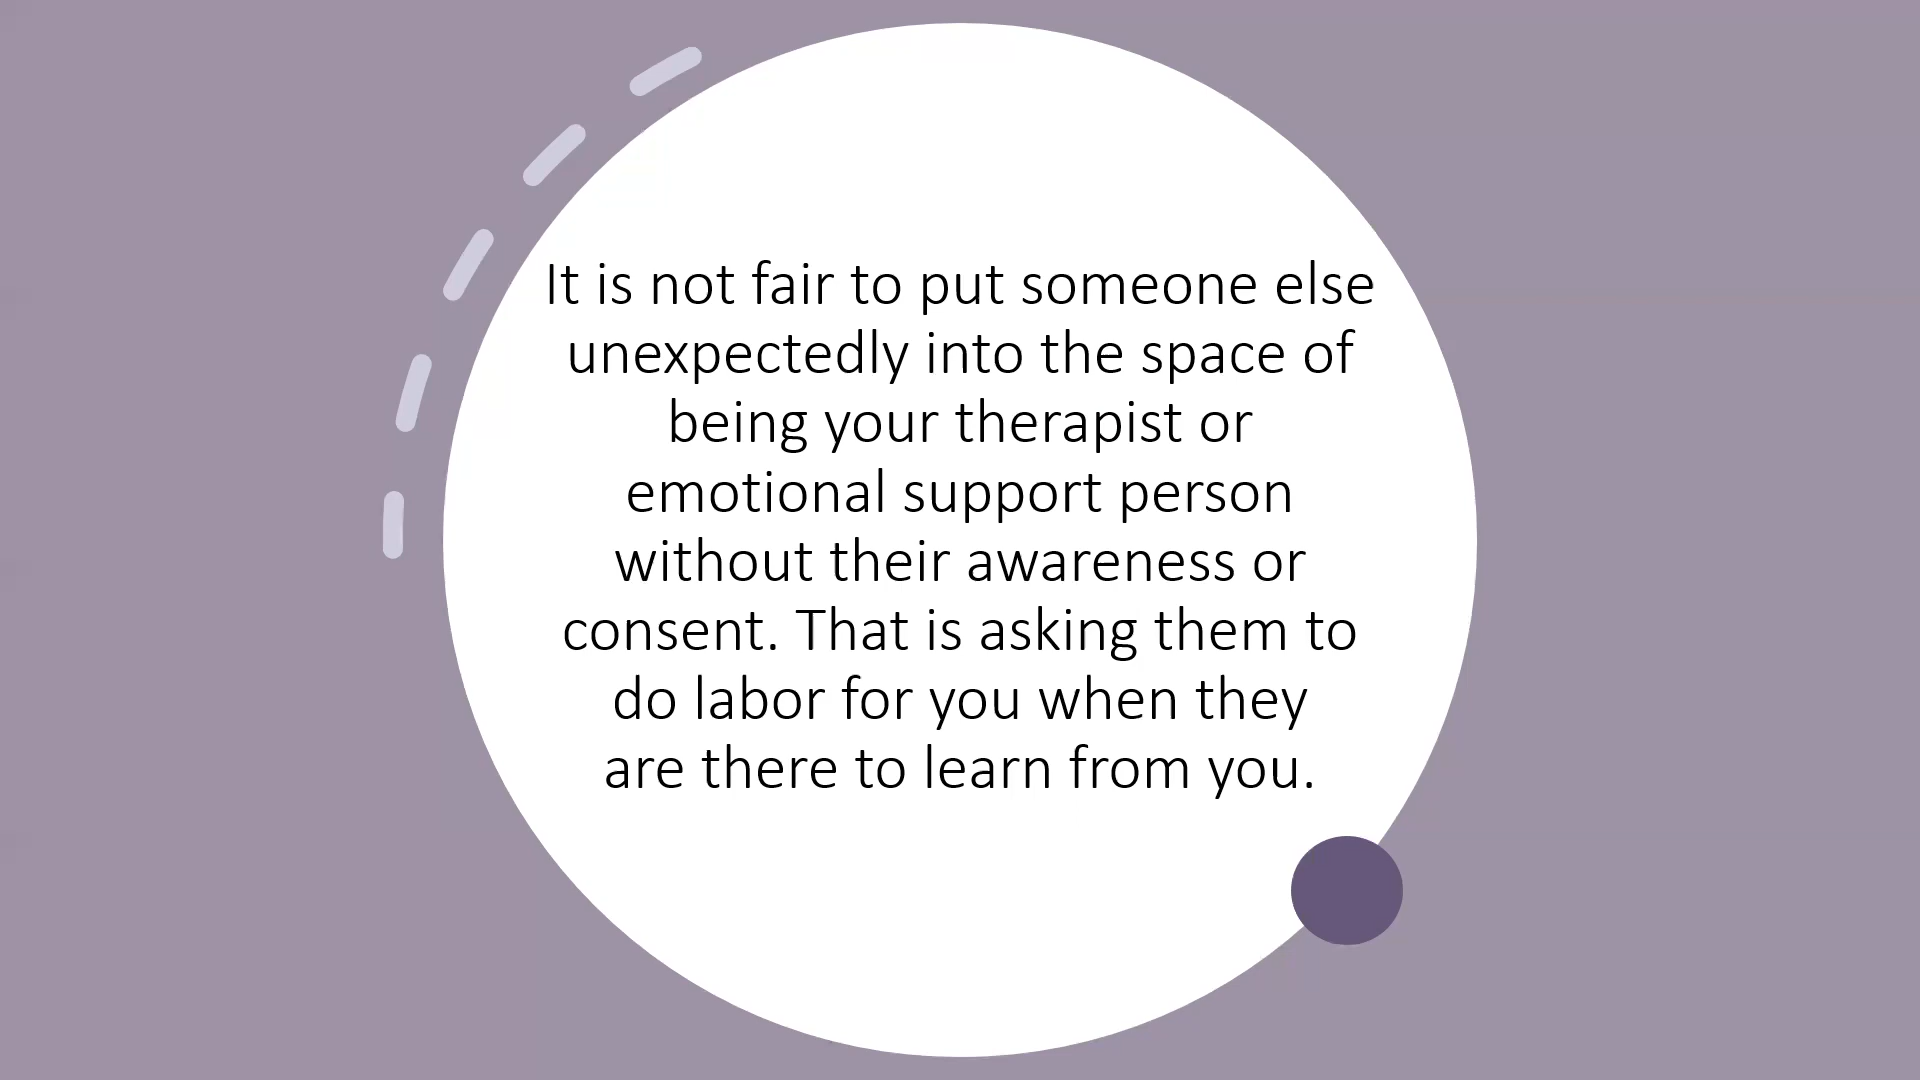 It is not fair to put someone else
unexpectedly into the space of
being your therapist or
emotional support person
without their awareness or
consent. That is asking them to
do labor for you when they
are there to learn from you.